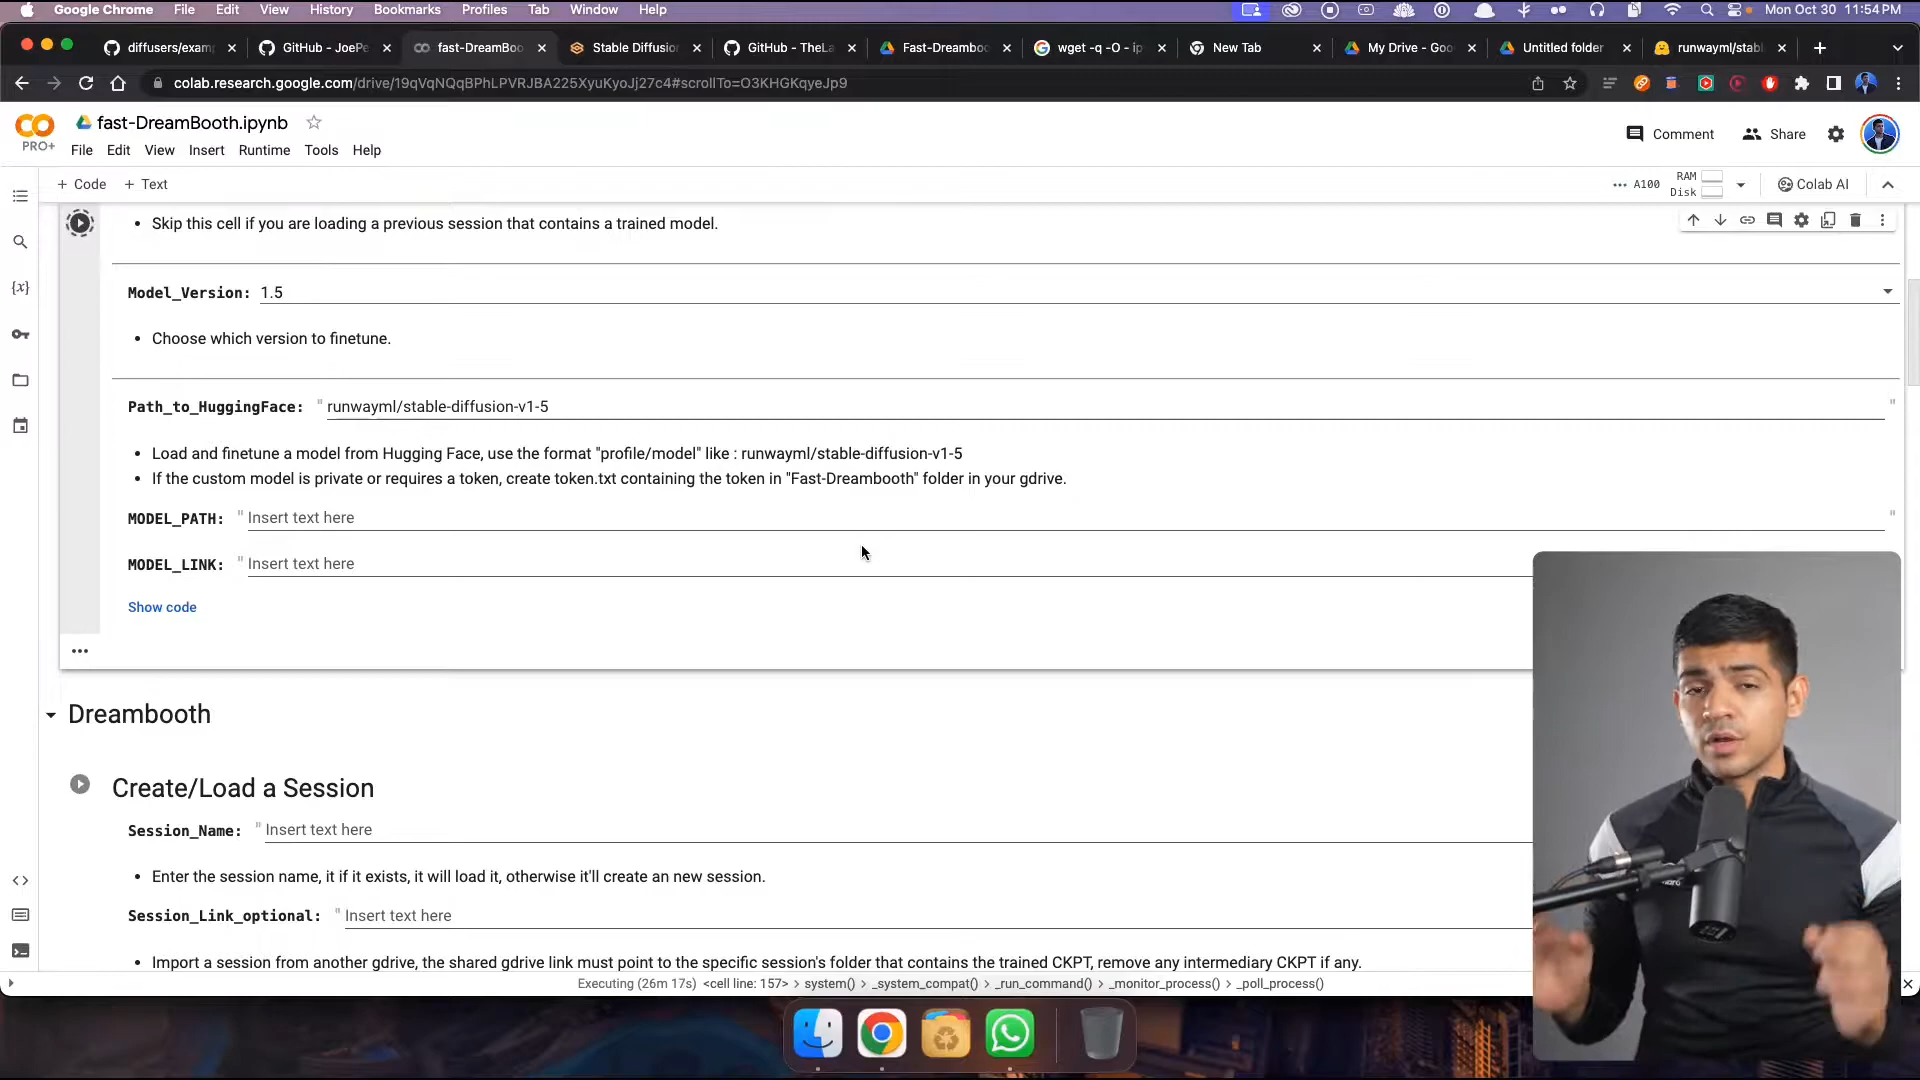 Google Chrome File Edit View History Bookmarks Profiles Tab Window Help Mon Oct 30 11:54 PM
diffusers/exam GitHub - JoePe fast-DreamBoo Stable Diffusion GitHub - TheLa Fast-Dreambo wget -q -O - ip New Tab My Drive - Goo Untitled folder runwayml/stab
colab.research.google.com/drive/19qVqNQqBPhLPVRJBA225XyuKyoJj27c4#scrollTo=O3KHGKqyeJp9
CO PRO+
fast-DreamBooth.ipynb
Comment Share
File Edit View Insert Runtime Tools Help
+ Code + Text
A100 RAM Disk Colab AI
• Skip this cell if you are loading a previous session that contains a trained model.
Model_Version: 1.5
• Choose which version to finetune.
Path_to_HuggingFace: " runwayml/stable-diffusion-v1-5 "
• Load and finetune a model from Hugging Face, use the format "profile/model" like : runwayml/stable-diffusion-v1-5
• If the custom model is private or requires a token, create token.txt containing the token in "Fast-Dreambooth" folder in your gdrive.
MODEL_PATH: " Insert text here "
MODEL_LINK: " Insert text here
Show code
Dreambooth
Create/Load a Session
Session_Name: " Insert text here
• Enter the session name, it if it exists, it will load it, otherwise it'll create an new session.
Session_Link_optional: " Insert text here
• Import a session from another gdrive, the shared gdrive link must point to the specific session's folder that contains the trained CKPT, remove any intermediary CKPT if any.
Executing (26m 17s) <cell line: 157> > system() > _system_compat() > _run_command() > _monitor_process() > _poll_process()